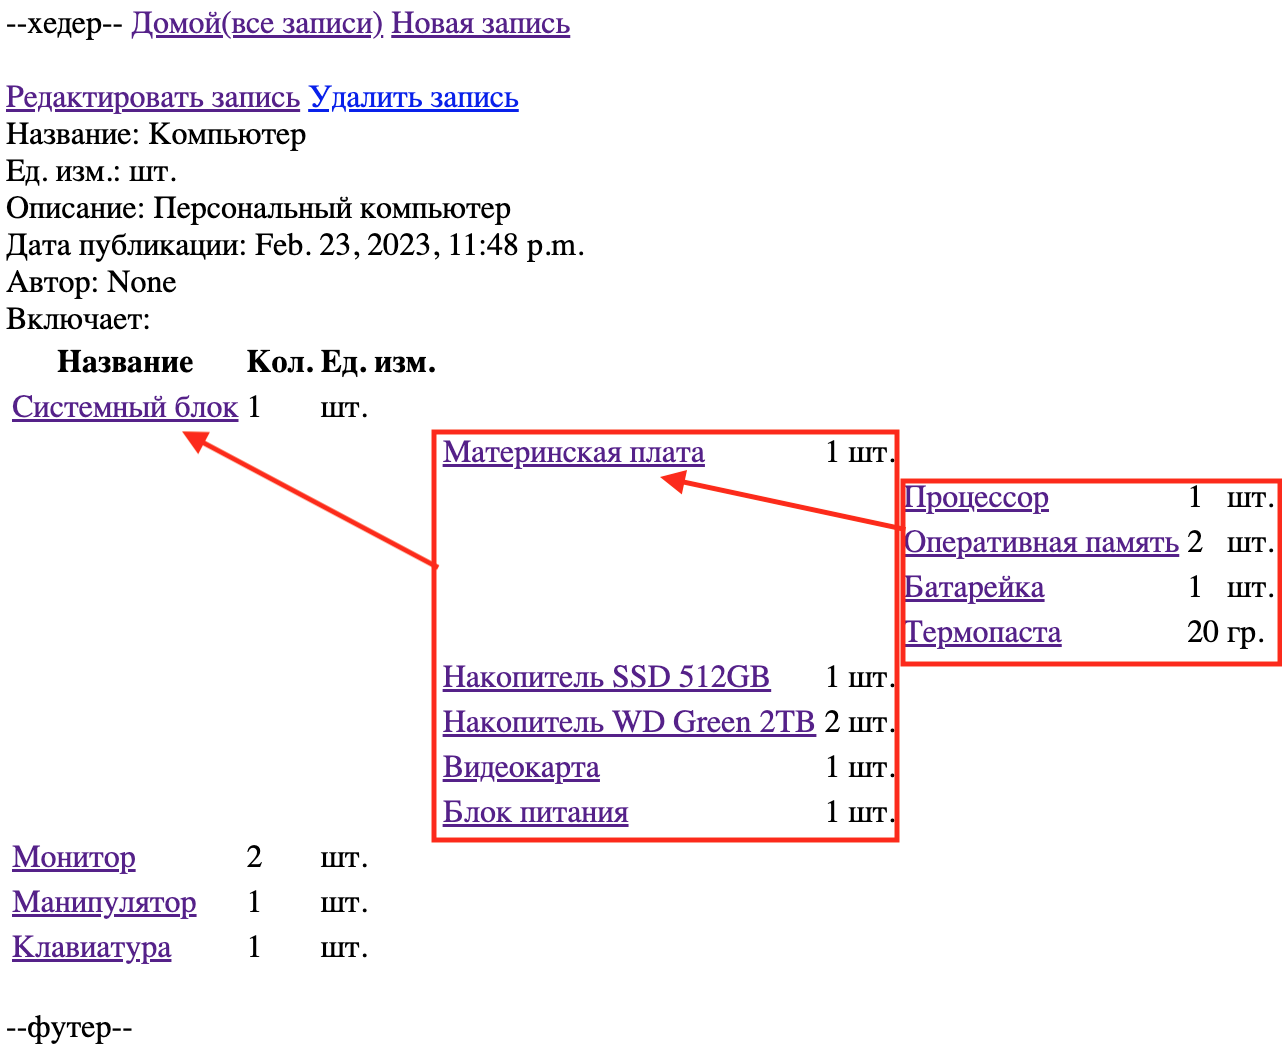 --хедер-- Домой(все записи) Новая запись
Редактировать запись Удалить запись
Название: Компьютер
Ед. изм.: шт.
Описание: Персональный компьютер
Дата публикации: Feb. 23, 2023, 11:48 p.m.
Автор: None
Включает:
Название Кол. Ед. изм.
Системный блок 1 шт.
Материнская плата 1 шт.
Процессор 1 шт.
Оперативная память 2 шт.
Батарейка 1 шт.
Термопаста 20 гр.
Накопитель SSD 512GB 1 шт.
Накопитель WD Green 2TB 2 шт.
Видеокарта 1 шт.
Блок питания 1 шт.
Монитор 2 шт.
Манипулятор 1 шт.
Клавиатура 1 шт.
--футер--